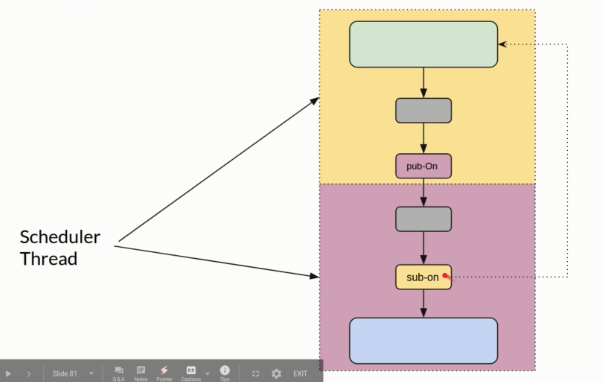 pub-On
Scheduler
Thread
sub-on
Slide 81
Q & A
Notes
Pointer
Captions
Tips
EXIT